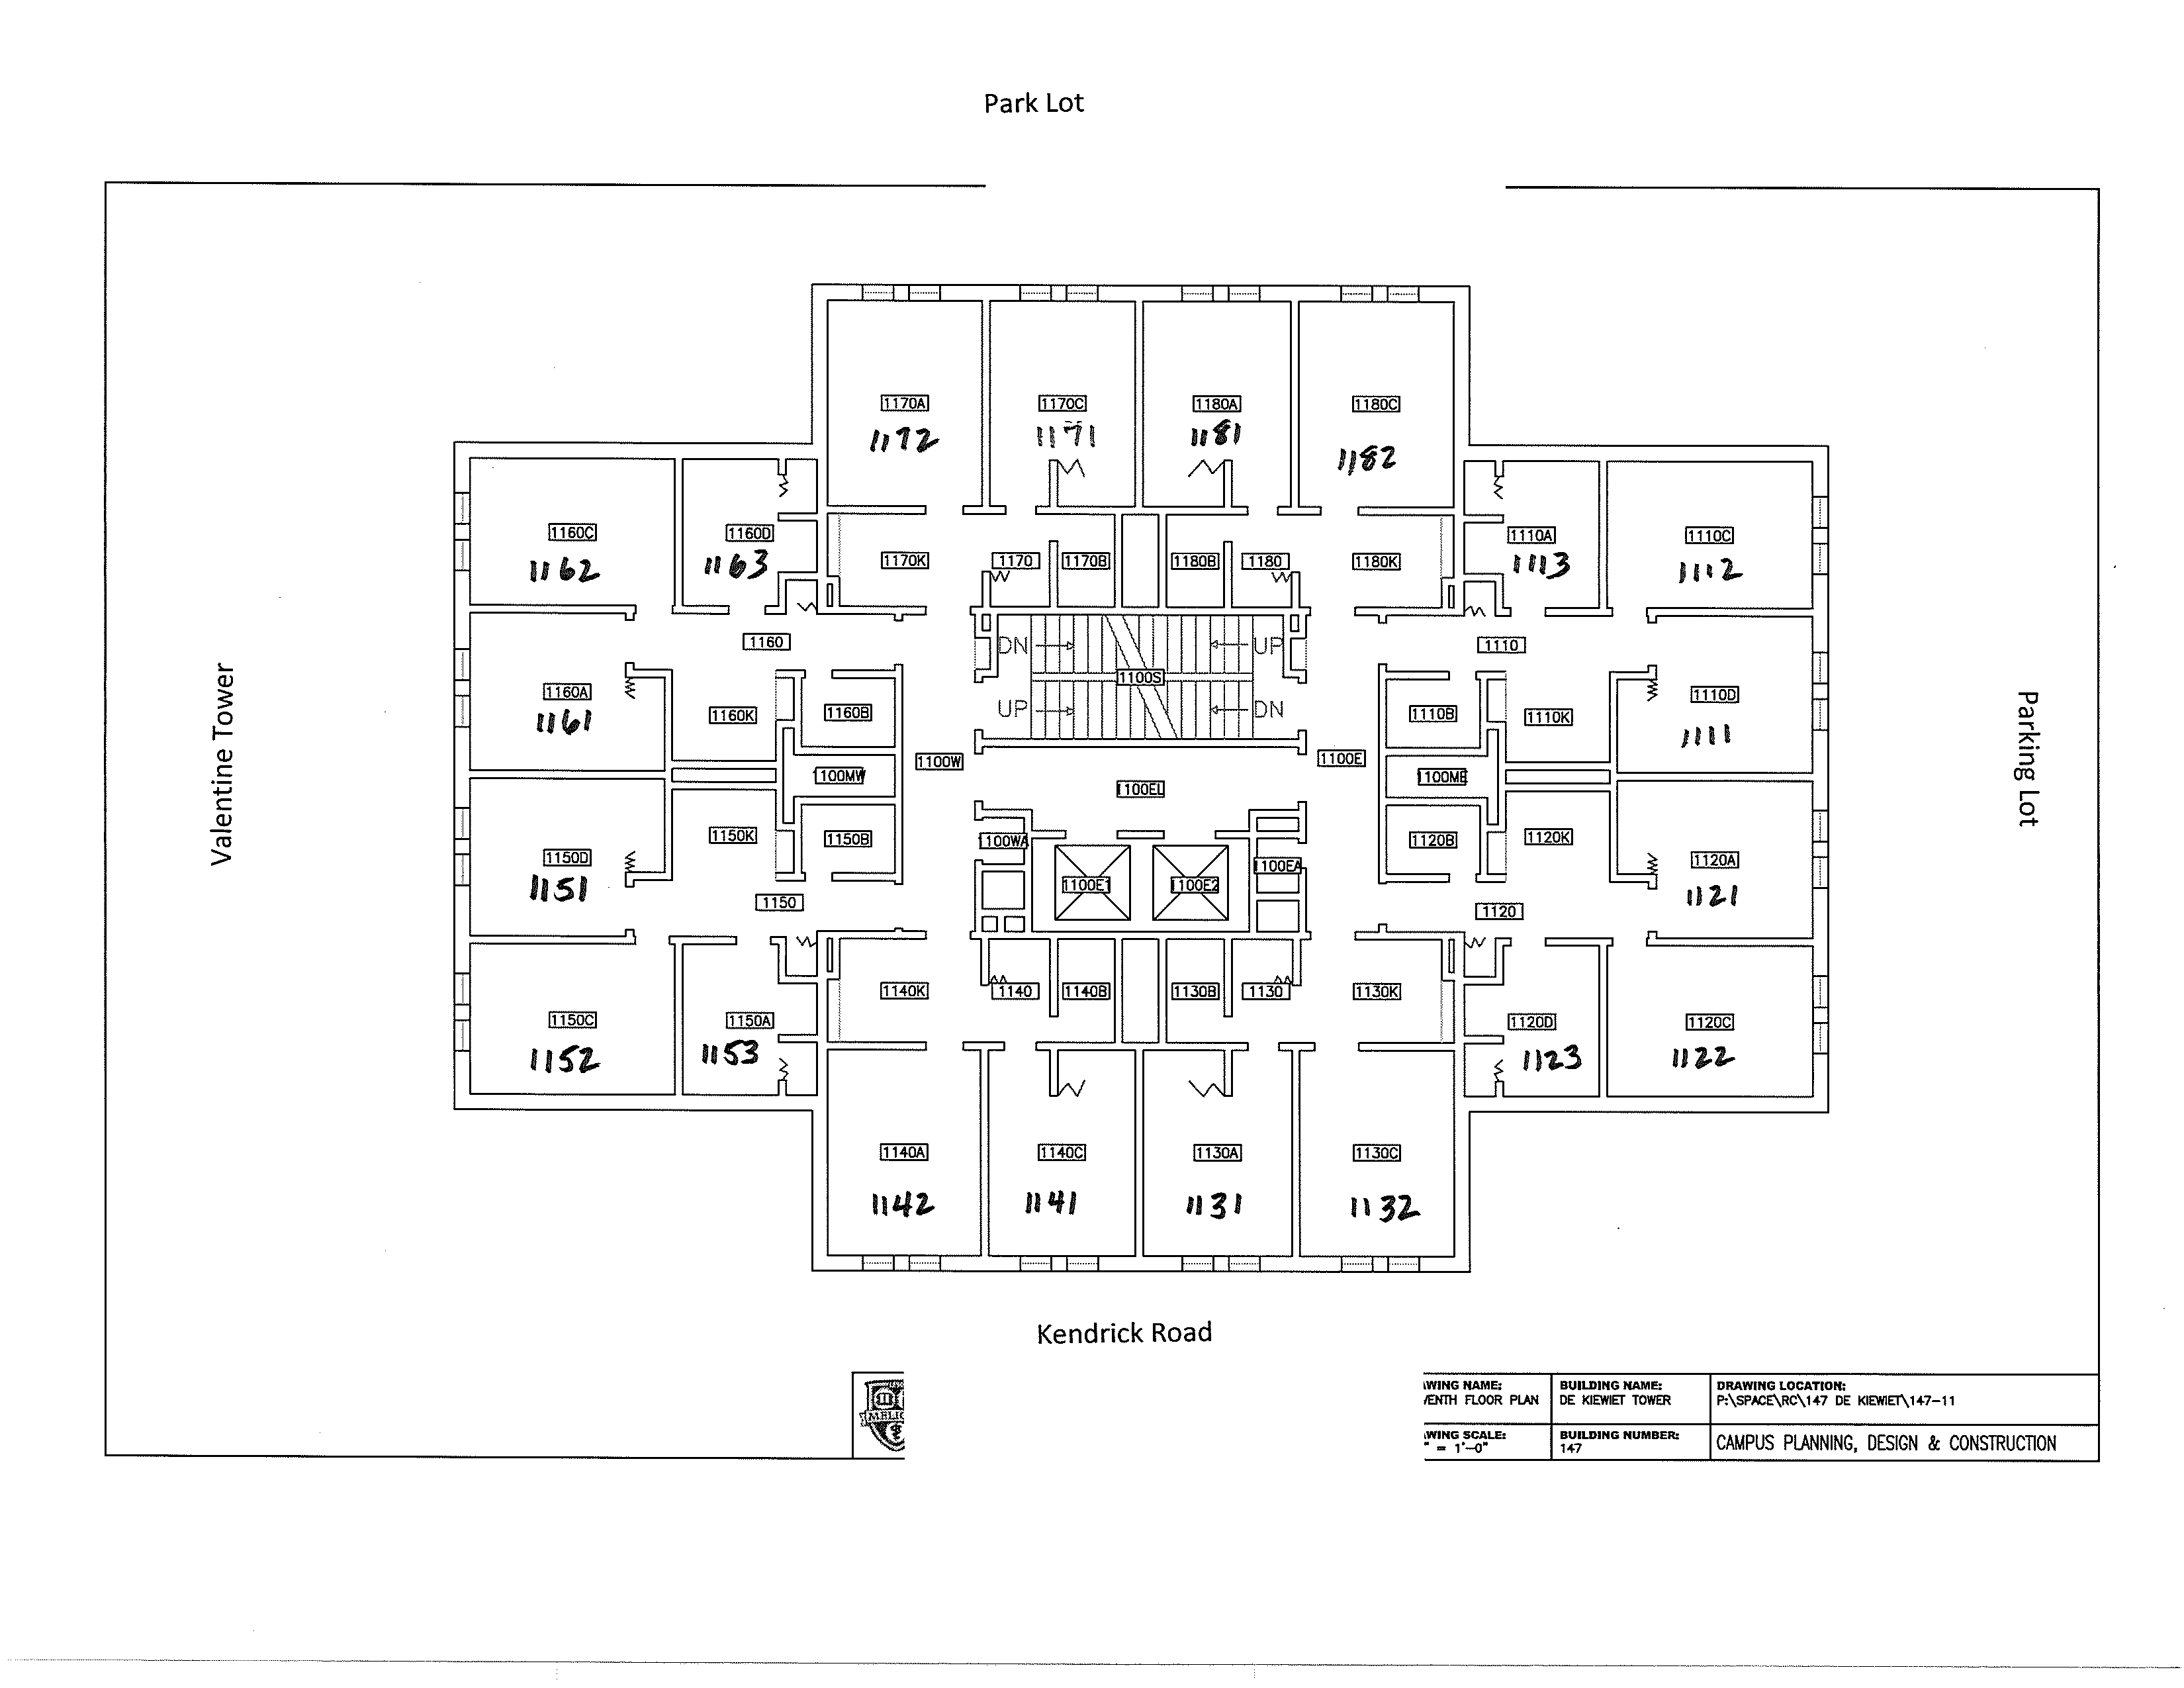 Park Lot
1170A
1170C
1180A
1180C
1172
1171
1181
1182
1160C
1160D
1110A
1110C
1162
1163
1113
1112
1170K
1170
1170B
1180B
1180
1180K
1160
DN
UP
1110
1100S
1160A
1160K
1160B
UP
DN
1110B
1110K
1110D
1161
1111
Valentine Tower
Parking Lot
1100W
1100E
1100MW
1100ME
1100EL
1150K
1150B
1100WA
1120B
1120K
1150D
1100E1
1100E2
1100EA
1120A
1151
1121
1150
1120
1140K
1140
1140B
1130B
1130
1130K
1150C
1150A
1120D
1120C
1152
1153
1123
1122
1140A
1140C
1130A
1130C
1142
1141
1131
1132
Kendrick Road
WING NAME:
VENTH FLOOR PLAN
BUILDING NAME:
DE KIEWIET TOWER
DRAWING LOCATION:
P:\SPACE\RC\147 DE KIEWIET\147-11
WING SCALE:
" = 1'-0"
BUILDING NUMBER:
147
CAMPUS PLANNING, DESIGN & CONSTRUCTION